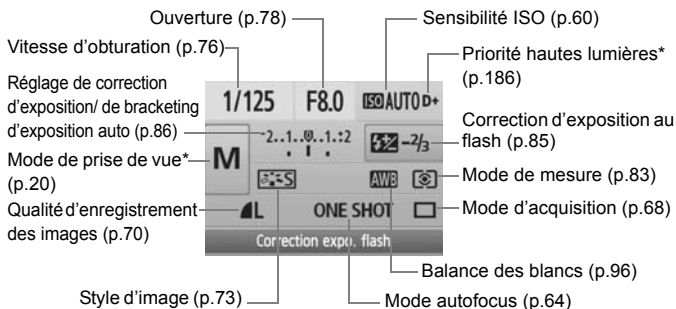 Ouverture (p.78)
Sensibilité ISO (p.60)
Vitesse d'obturation (p.76)
Priorité hautes lumières*
(p.186)
Réglage de correction
d'exposition/ de bracketing
d'exposition auto (p.86)
Correction d'exposition au
flash (p.85)
Mode de prise de vue*
(p.20)
Mode de mesure (p.83)
Qualité d'enregistrement
des images (p.70)
Mode d'acquisition (p.68)
1/125 F8.0 ISO AUTO D+
-2..1..0..1.:2
-2/3
M
S AWB
L ONE SHOT
Correction expo. flash
Balance des blancs (p.96)
Style d'image (p.73)
Mode autofocus (p.64)